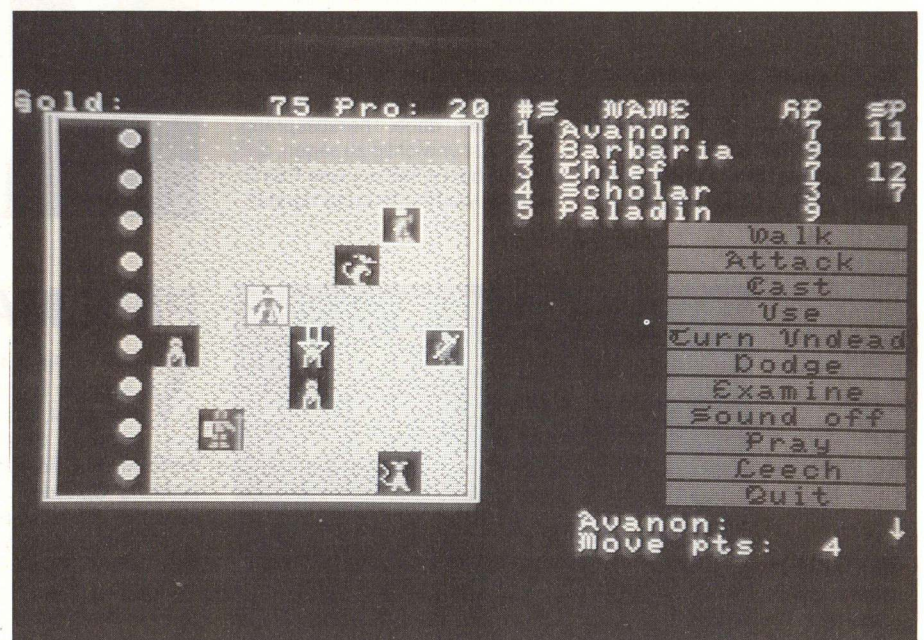 Gold: 75 Pro: 20
#S NAME HP SP
1 Avanon 7 11
2 Barbaria 9
3 Thief 7 12
4 Scholar 3 7
5 Paladin 9
Walk
Attack
Cast
Use
Turn Undead
Dodge
Examine
Sound off
Pray
Leech
Quit
Avanon: ↓
Move pts: 4